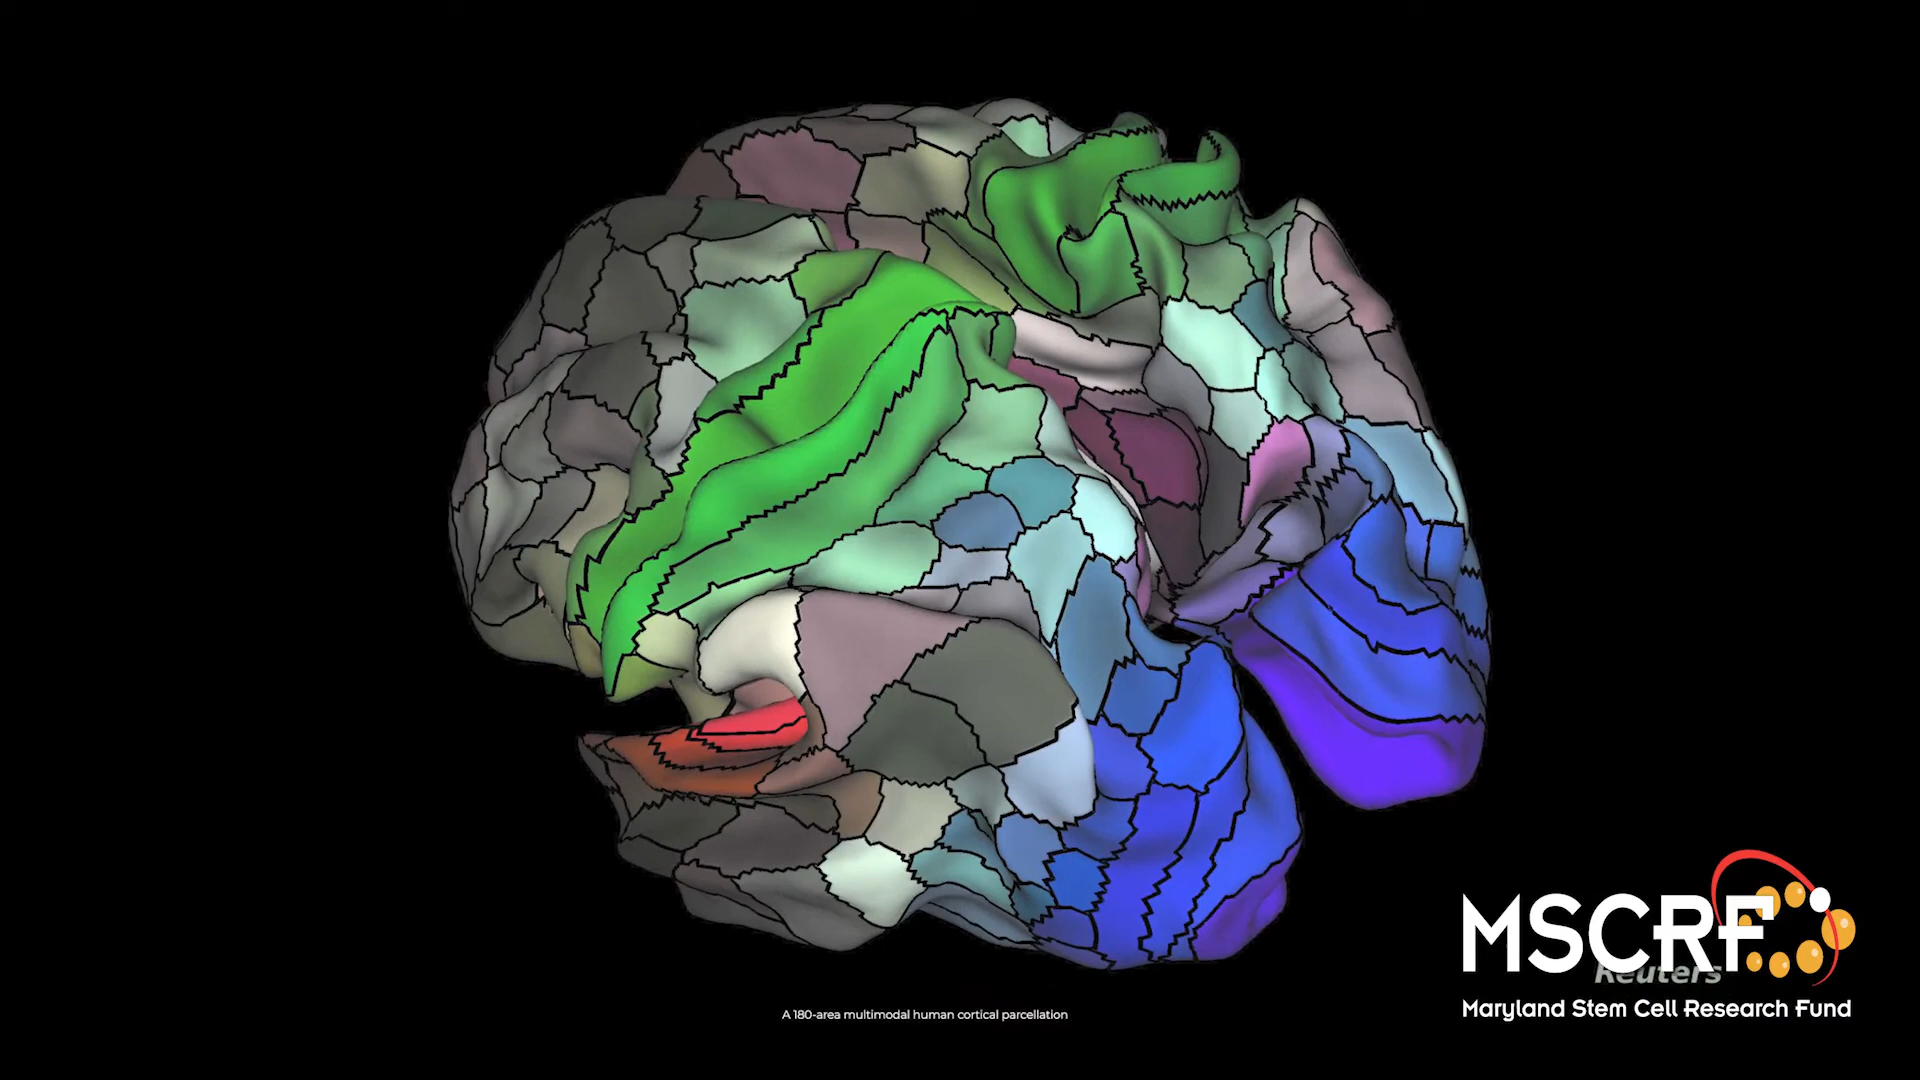 A 180-area multimodal human cortical parcellation
MSCRF
Reuters
Maryland Stem Cell Research Fund